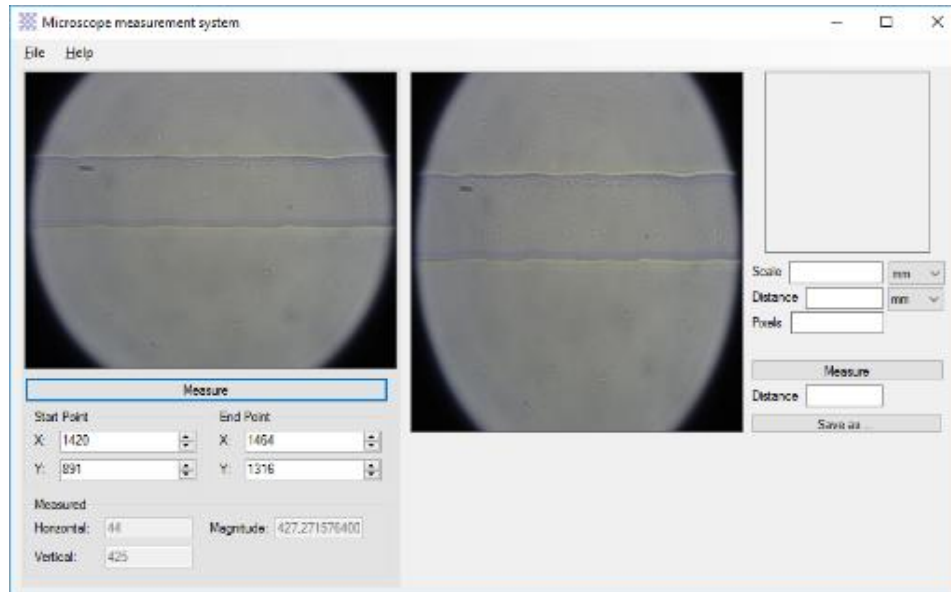 Microscope measurement system
File Help
Scale mm
Distance mm
Pixels
Measure
Distance
Save as ...
Measure
Start Point End Point
X: 1420 X: 1464
Y: 891 Y: 1316
Measured
Horizontal: 44 Magnitude: 427,271576400
Vertical: 425